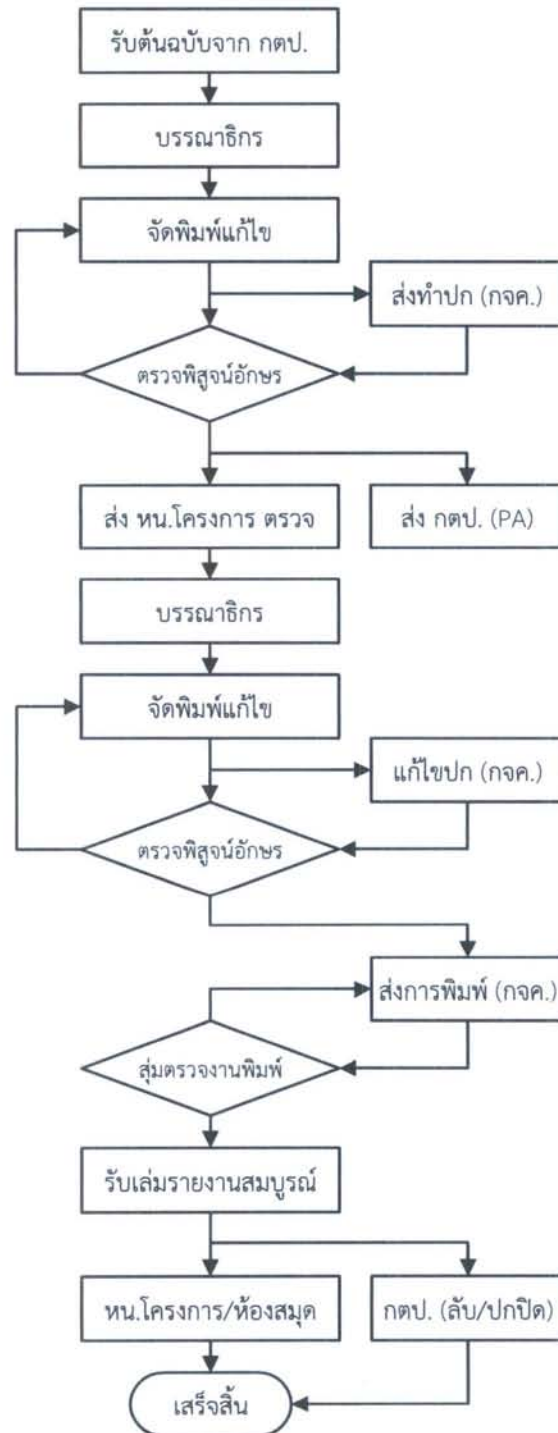 รับต้นฉบับจาก กตป.
บรรณาธิกร
จัดพิมพ์แก้ไข
ส่งทำปก (กจค.)
ตรวจพิสูจน์อักษร
ส่ง หน.โครงการ ตรวจ
ส่ง กตป. (PA)
บรรณาธิกร
จัดพิมพ์แก้ไข
แก้ไขปก (กจค.)
ตรวจพิสูจน์อักษร
ส่งการพิมพ์ (กจค.)
สุ่มตรวจงานพิมพ์
รับเล่มรายงานสมบูรณ์
หน.โครงการ/ห้องสมุด
กตป. (ลับ/ปกปิด)
เสร็จสิ้น